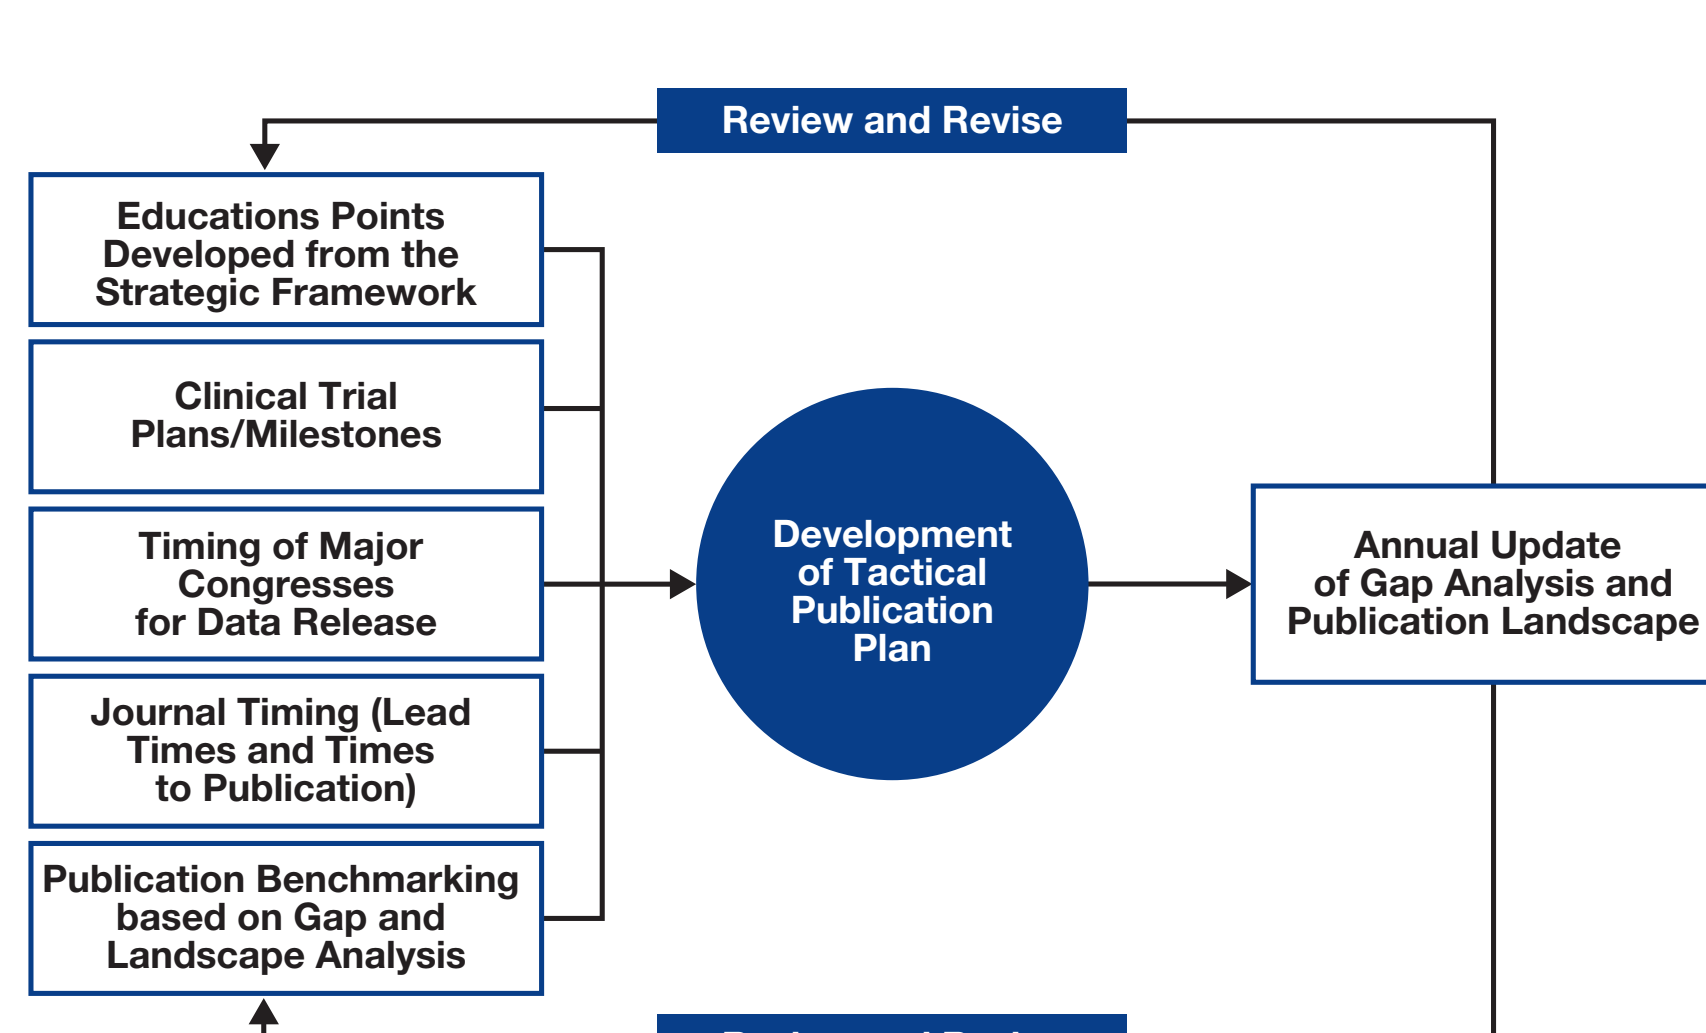 Review and Revise
Educations Points
Developed from the
Strategic Framework
Clinical Trial
Plans/Milestones
Timing of Major
Congresses
for Data Release
Journal Timing (Lead
Times and Times
to Publication)
Publication Benchmarking
based on Gap and
Landscape Analysis
Development
of Tactical
Publication
Plan
Annual Update
of Gap Analysis and
Publication Landscape